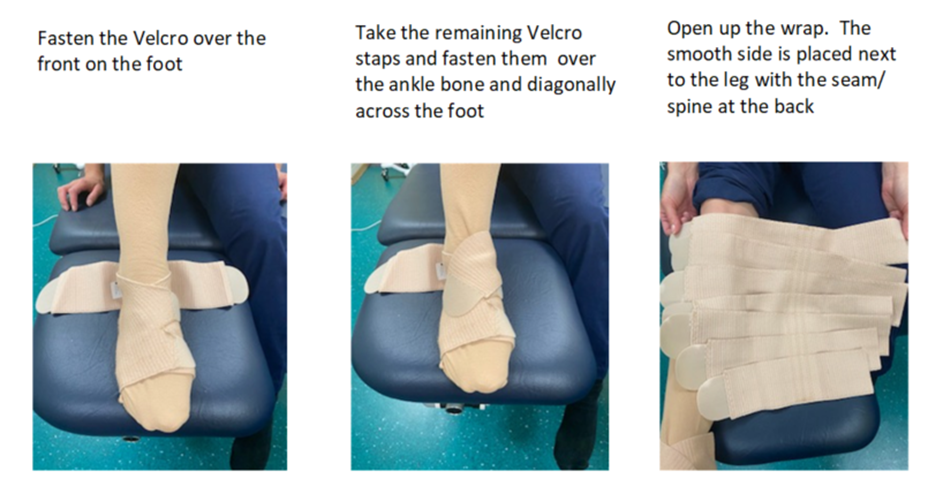 Fasten the Velcro over the
front on the foot
Take the remaining Velcro
staps and fasten them  over
the ankle bone and diagonally
across the foot
Open up the wrap.  The
smooth side is placed next
to the leg with the seam/
spine at the back